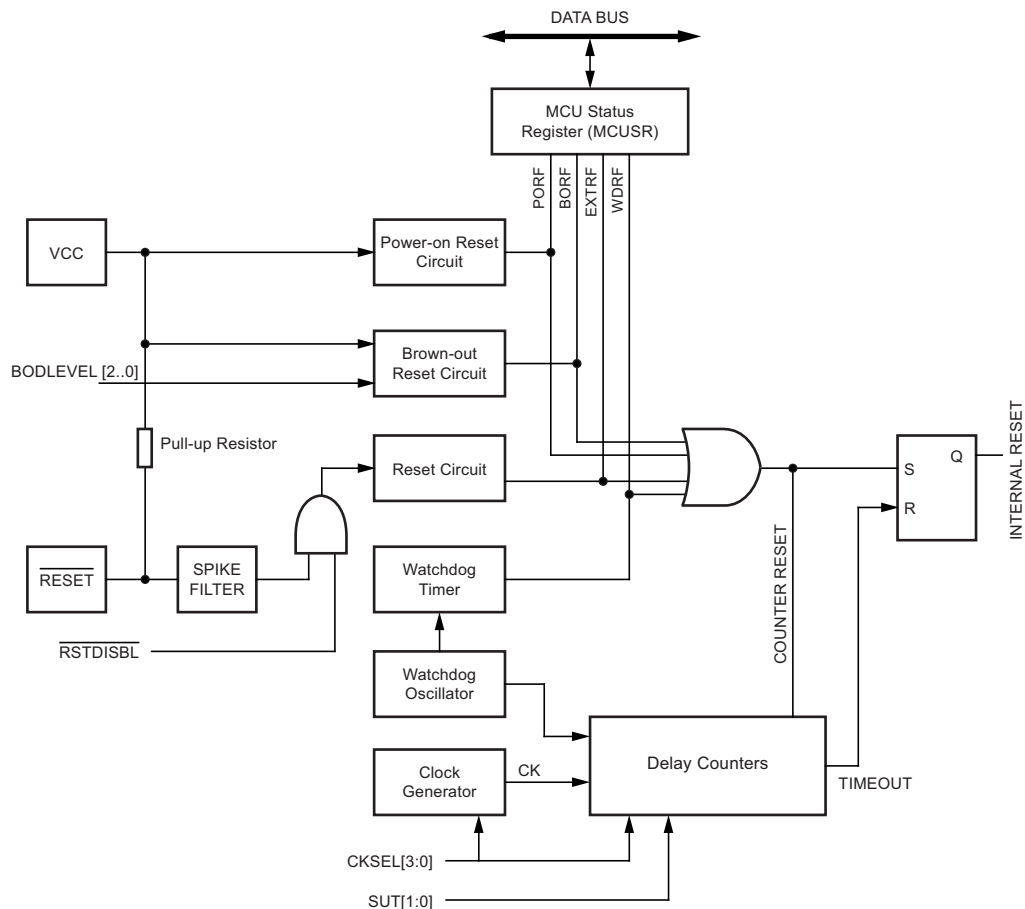 DATA BUS
MCU Status
Register (MCUSR)
PORF
BORF
EXTRF
WDRF
VCC
Power-on Reset
Circuit
Brown-out
Reset Circuit
BODLEVEL [2..0]
Pull-up Resistor
Reset Circuit
S
R
Q
INTERNAL RESET
RESET
SPIKE
FILTER
Watchdog
Timer
RSTDISBL
COUNTER RESET
Watchdog
Oscillator
Clock
Generator
CK
Delay Counters
TIMEOUT
CKSEL[3:0]
SUT[1:0]